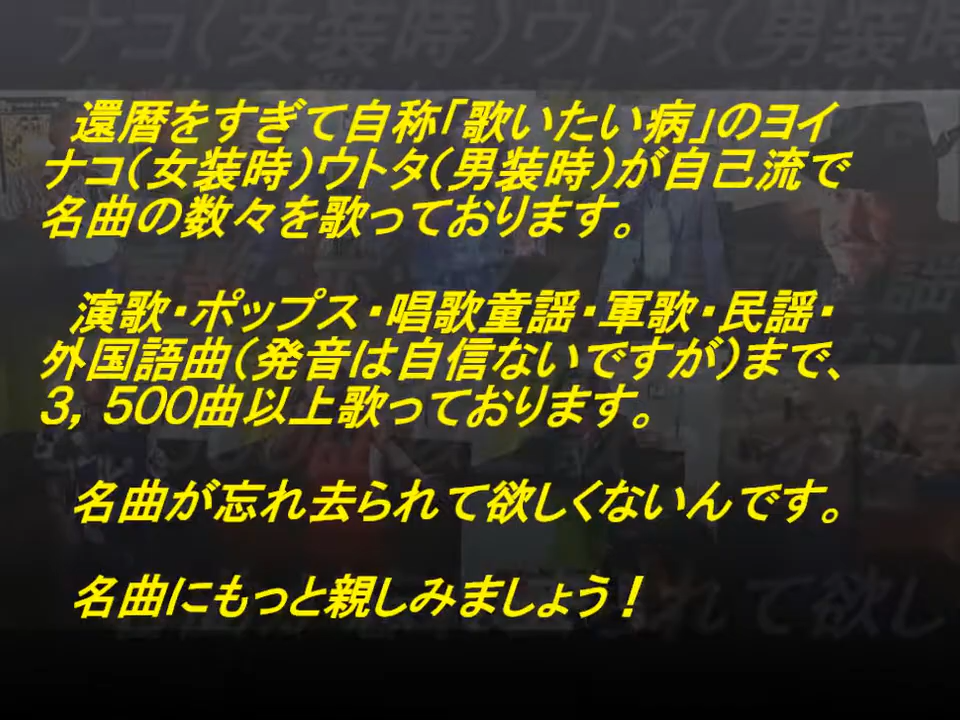 還暦をすぎて自称「歌いたい病」のヨイ
ナコ（女装時）ウトタ（男装時）が自己流で
名曲の数々を歌っております。
演歌・ポップス・唱歌童謡・軍歌・民謡・
外国語曲（発音は自信ないですが）まで、
３，５００曲以上歌っております。
名曲が忘れ去られて欲しくないんです。
名曲にもっと親しみましょう！